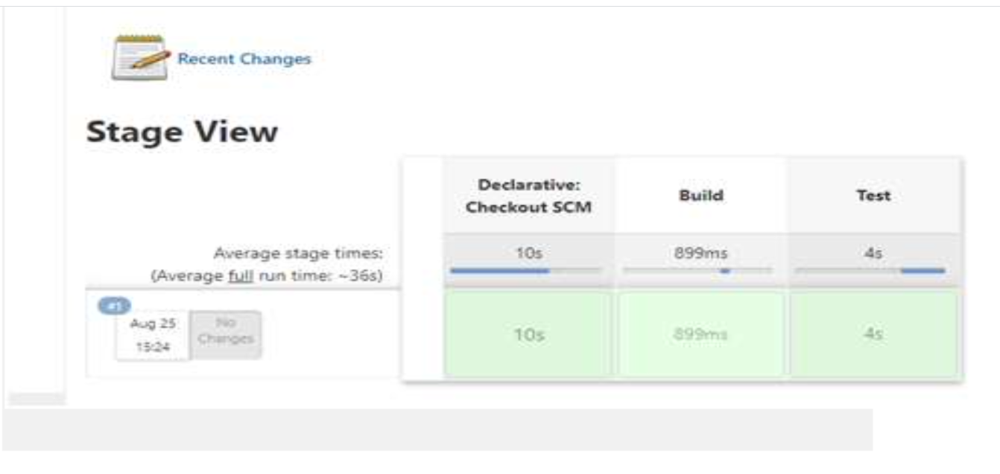 Recent Changes
Stage View
Declarative:
Checkout SCM
Build
Test
Average stage times:
(Average full run time: ~36s)
10s
899ms
4s
#1
Aug 25
15:24
No
Changes
10s
899ms
4s